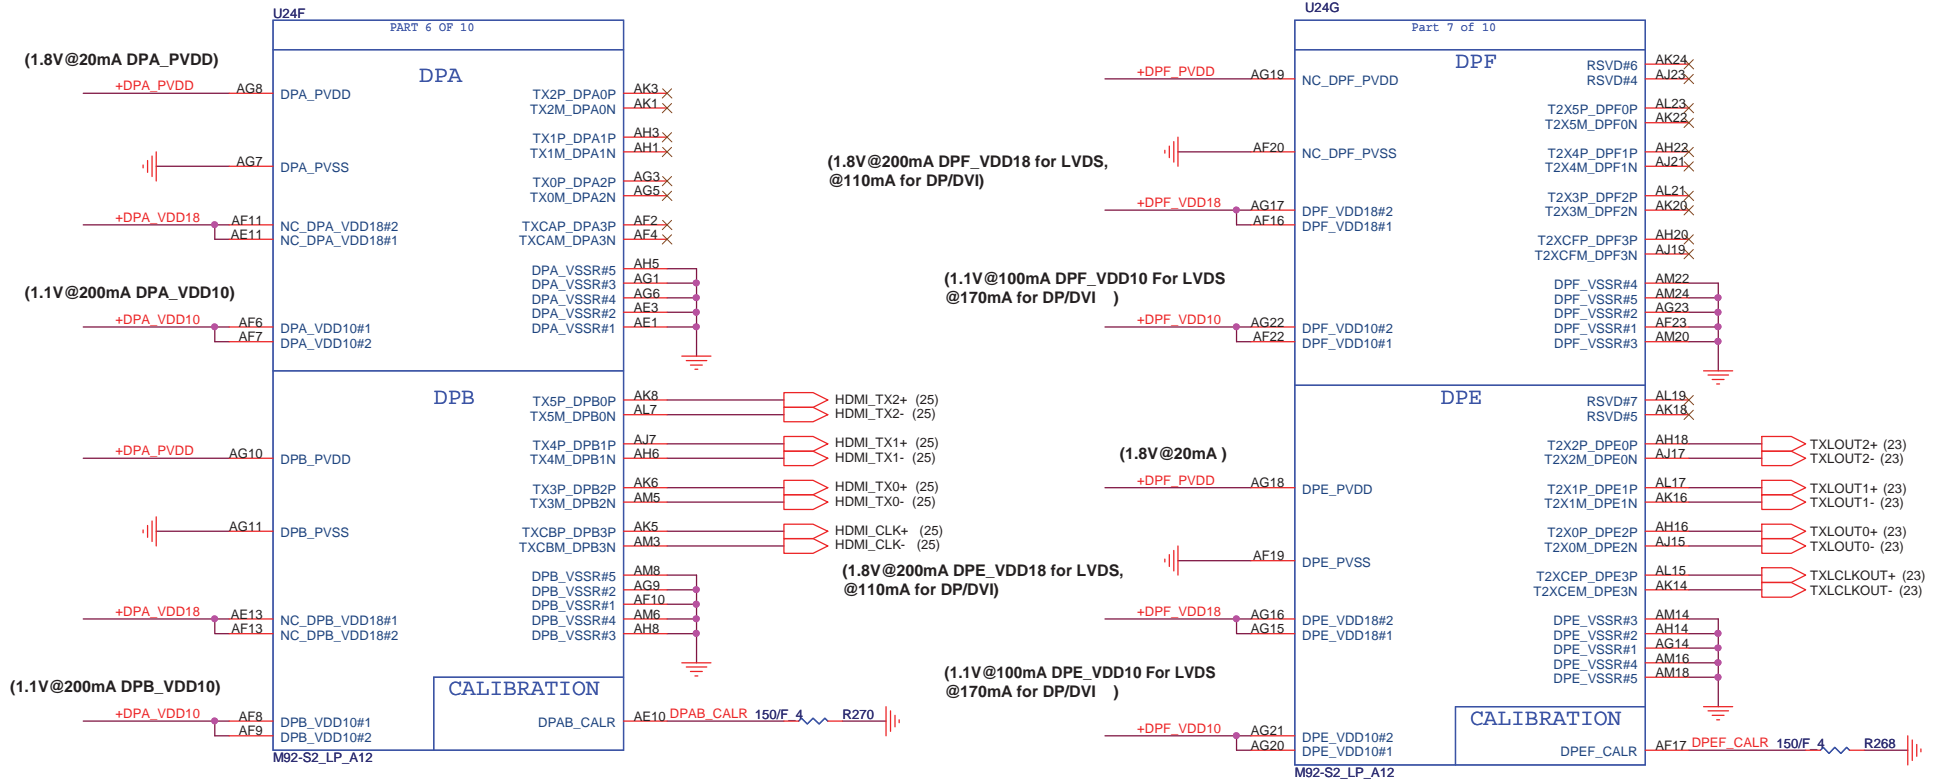 U24F
PART 6 OF 10
(1.8V@20mA DPA_PVDD)
DPA
+DPA_PVDD AG8 DPA_PVDD
TX2P_DPA0P AK3
TX2M_DPA0N AK1
TX1P_DPA1P AH3
TX1M_DPA1N AH1
AG7 DPA_PVSS
TX0P_DPA2P AG3
TX0M_DPA2N AG5
+DPA_VDD18 AF11 NC_DPA_VDD18#2
AE11 NC_DPA_VDD18#1
TXCAP_DPA3P AF2
TXCAM_DPA3N AF4
DPA_VSSR#5 AH5
DPA_VSSR#3 AG1
DPA_VSSR#4 AG6
DPA_VSSR#2 AE3
DPA_VSSR#1 AE1
(1.1V@200mA DPA_VDD10)
+DPA_VDD10 AF6 DPA_VDD10#1
AF7 DPA_VDD10#2
DPB
TX5P_DPB0P AK8 HDMI_TX2+ (25)
TX5M_DPB0N AL7 HDMI_TX2- (25)
TX4P_DPB1P AJ7 HDMI_TX1+ (25)
TX4M_DPB1N AH6 HDMI_TX1- (25)
+DPA_PVDD AG10 DPB_PVDD
TX3P_DPB2P AK6 HDMI_TX0+ (25)
TX3M_DPB2N AM5 HDMI_TX0- (25)
AG11 DPB_PVSS
TXCBP_DPB3P AK5 HDMI_CLK+ (25)
TXCBM_DPB3N AM3 HDMI_CLK- (25)
DPB_VSSR#5 AM8
DPB_VSSR#2 AG9
DPB_VSSR#1 AF10
DPB_VSSR#4 AM6
DPB_VSSR#3 AH8
+DPA_VDD18 AE13 NC_DPB_VDD18#1
AF13 NC_DPB_VDD18#2
(1.1V@200mA DPB_VDD10)
+DPA_VDD10 AF8 DPB_VDD10#1
AF9 DPB_VDD10#2
CALIBRATION
DPAB_CALR AE10 DPAB_CALR 150/F_4 R270
M92-S2_LP_A12
U24G
Part 7 of 10
DPF
+DPF_PVDD AG19 NC_DPF_PVDD
RSVD#6 AK24
RSVD#4 AJ23
T2X5P_DPF0P AL23
T2X5M_DPF0N AK22
AF20 NC_DPF_PVSS
T2X4P_DPF1P AH22
T2X4M_DPF1N AJ21
(1.8V@200mA DPF_VDD18 for LVDS,
@110mA for DP/DVI)
T2X3P_DPF2P AL21
T2X3M_DPF2N AK20
+DPF_VDD18 AG17 DPF_VDD18#2
AF16 DPF_VDD18#1
T2XCFP_DPF3P AH20
T2XCFM_DPF3N AJ19
(1.1V@100mA DPF_VDD10 For LVDS
@170mA for DP/DVI )
DPF_VSSR#4 AM22
DPF_VSSR#5 AM24
DPF_VSSR#2 AG23
DPF_VSSR#1 AF23
DPF_VSSR#3 AM20
+DPF_VDD10 AG22 DPF_VDD10#2
AF22 DPF_VDD10#1
DPE
RSVD#7 AL19
RSVD#5 AK18
T2X2P_DPE0P AH18 TXLOUT2+ (23)
T2X2M_DPE0N AJ17 TXLOUT2- (23)
(1.8V@20mA )
+DPF_PVDD AG18 DPE_PVDD
T2X1P_DPE1P AL17 TXLOUT1+ (23)
T2X1M_DPE1N AK16 TXLOUT1- (23)
T2X0P_DPE2P AH16 TXLOUT0+ (23)
T2X0M_DPE2N AJ15 TXLOUT0- (23)
AF19 DPE_PVSS
T2XCEP_DPE3P AL15 TXLCLKOUT+ (23)
T2XCEM_DPE3N AK14 TXLCLKOUT- (23)
(1.8V@200mA DPE_VDD18 for LVDS,
@110mA for DP/DVI)
+DPF_VDD18 AG16 DPE_VDD18#2
AG15 DPE_VDD18#1
DPE_VSSR#3 AM14
DPE_VSSR#2 AH14
DPE_VSSR#1 AG14
DPE_VSSR#4 AM16
DPE_VSSR#5 AM18
(1.1V@100mA DPE_VDD10 For LVDS
@170mA for DP/DVI )
+DPF_VDD10 AG21 DPE_VDD10#2
AG20 DPE_VDD10#1
CALIBRATION
DPEF_CALR AF17 DPEF_CALR 150/F_4 R268
M92-S2_LP_A12